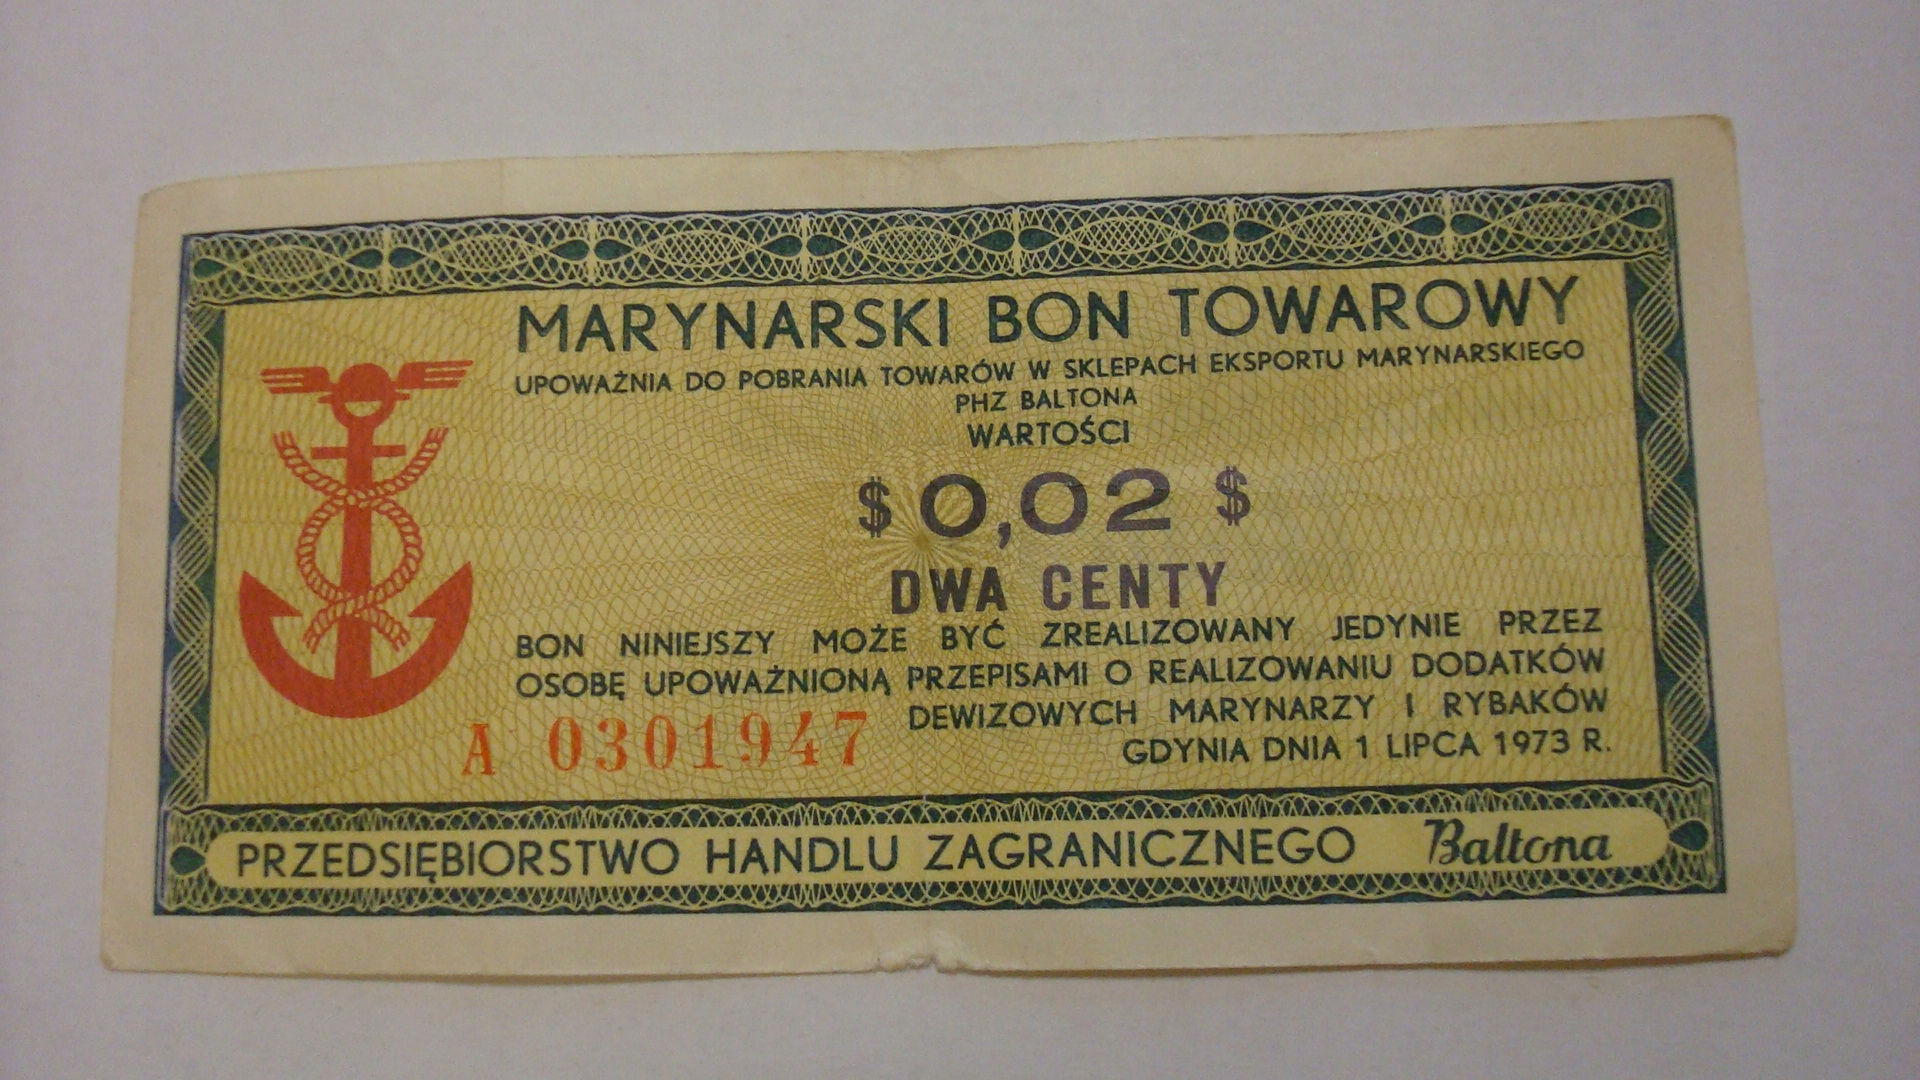 MARYNARSKI BON TOWAROWY
UPOWAŻNIA DO POBRANIA TOWARÓW W SKLEPACH EKSPORTU MARYNARSKIEGO
PHZ BALTONA
WARTOŚCI
$ 0,02 $
DWA CENTY
BON NINIEJSZY MOŻE BYĆ ZREALIZOWANY JEDYNIE PRZEZ
OSOBĘ UPOWAŻNIONĄ PRZEPISAMI O REALIZOWANIU DODATKÓW
DEWIZOWYCH MARYNARZY I RYBAKÓW
A 0301947
GDYNIA DNIA 1 LIPCA 1973 R.
PRZEDSIĘBIORSTWO HANDLU ZAGRANICZNEGO Baltona